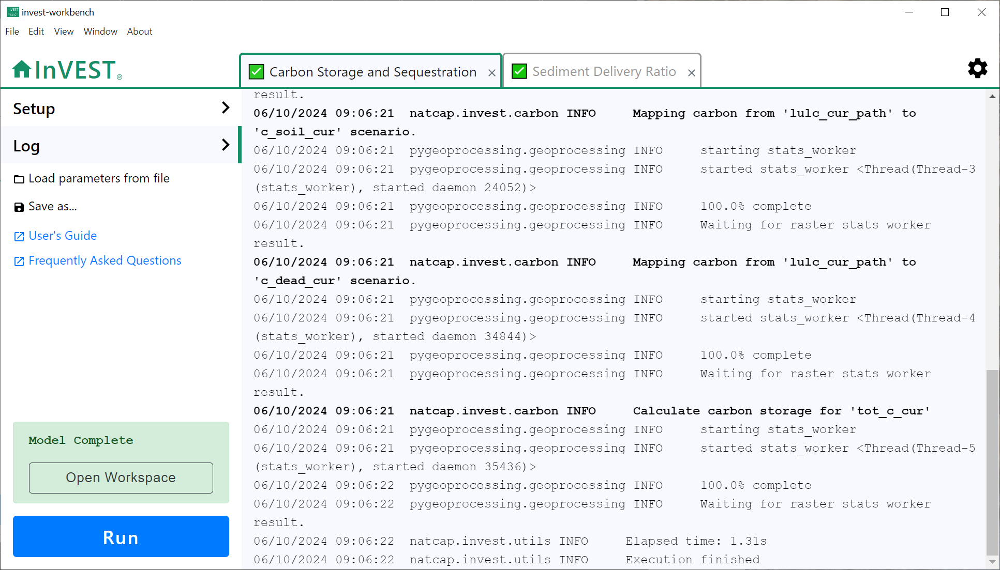 invest-workbench
File Edit View Window About
InVEST®
Carbon Storage and Sequestration
Sediment Delivery Ratio
Setup
Log
Load parameters from file
Save as...
User's Guide
Frequently Asked Questions
Model Complete
Open Workspace
Run
result.
06/10/2024 09:06:21 natcap.invest.carbon INFO Mapping carbon from 'lulc_cur_path' to
'c_soil_cur' scenario.
06/10/2024 09:06:21 pygeoprocessing.geoprocessing INFO starting stats_worker
06/10/2024 09:06:21 pygeoprocessing.geoprocessing INFO started stats_worker <Thread(Thread-3
(stats_worker), started daemon 24052)>
06/10/2024 09:06:21 pygeoprocessing.geoprocessing INFO 100.0% complete
06/10/2024 09:06:21 pygeoprocessing.geoprocessing INFO Waiting for raster stats worker
result.
06/10/2024 09:06:21 natcap.invest.carbon INFO Mapping carbon from 'lulc_cur_path' to
'c_dead_cur' scenario.
06/10/2024 09:06:21 pygeoprocessing.geoprocessing INFO starting stats_worker
06/10/2024 09:06:21 pygeoprocessing.geoprocessing INFO started stats_worker <Thread(Thread-4
(stats_worker), started daemon 34844)>
06/10/2024 09:06:21 pygeoprocessing.geoprocessing INFO 100.0% complete
06/10/2024 09:06:21 pygeoprocessing.geoprocessing INFO Waiting for raster stats worker
result.
06/10/2024 09:06:21 natcap.invest.carbon INFO Calculate carbon storage for 'tot_c_cur'
06/10/2024 09:06:21 pygeoprocessing.geoprocessing INFO starting stats_worker
06/10/2024 09:06:21 pygeoprocessing.geoprocessing INFO started stats_worker <Thread(Thread-5
(stats_worker), started daemon 35436)>
06/10/2024 09:06:22 pygeoprocessing.geoprocessing INFO 100.0% complete
06/10/2024 09:06:22 pygeoprocessing.geoprocessing INFO Waiting for raster stats worker
result.
06/10/2024 09:06:22 natcap.invest.utils INFO Elapsed time: 1.31s
06/10/2024 09:06:22 natcap.invest.utils INFO Execution finished